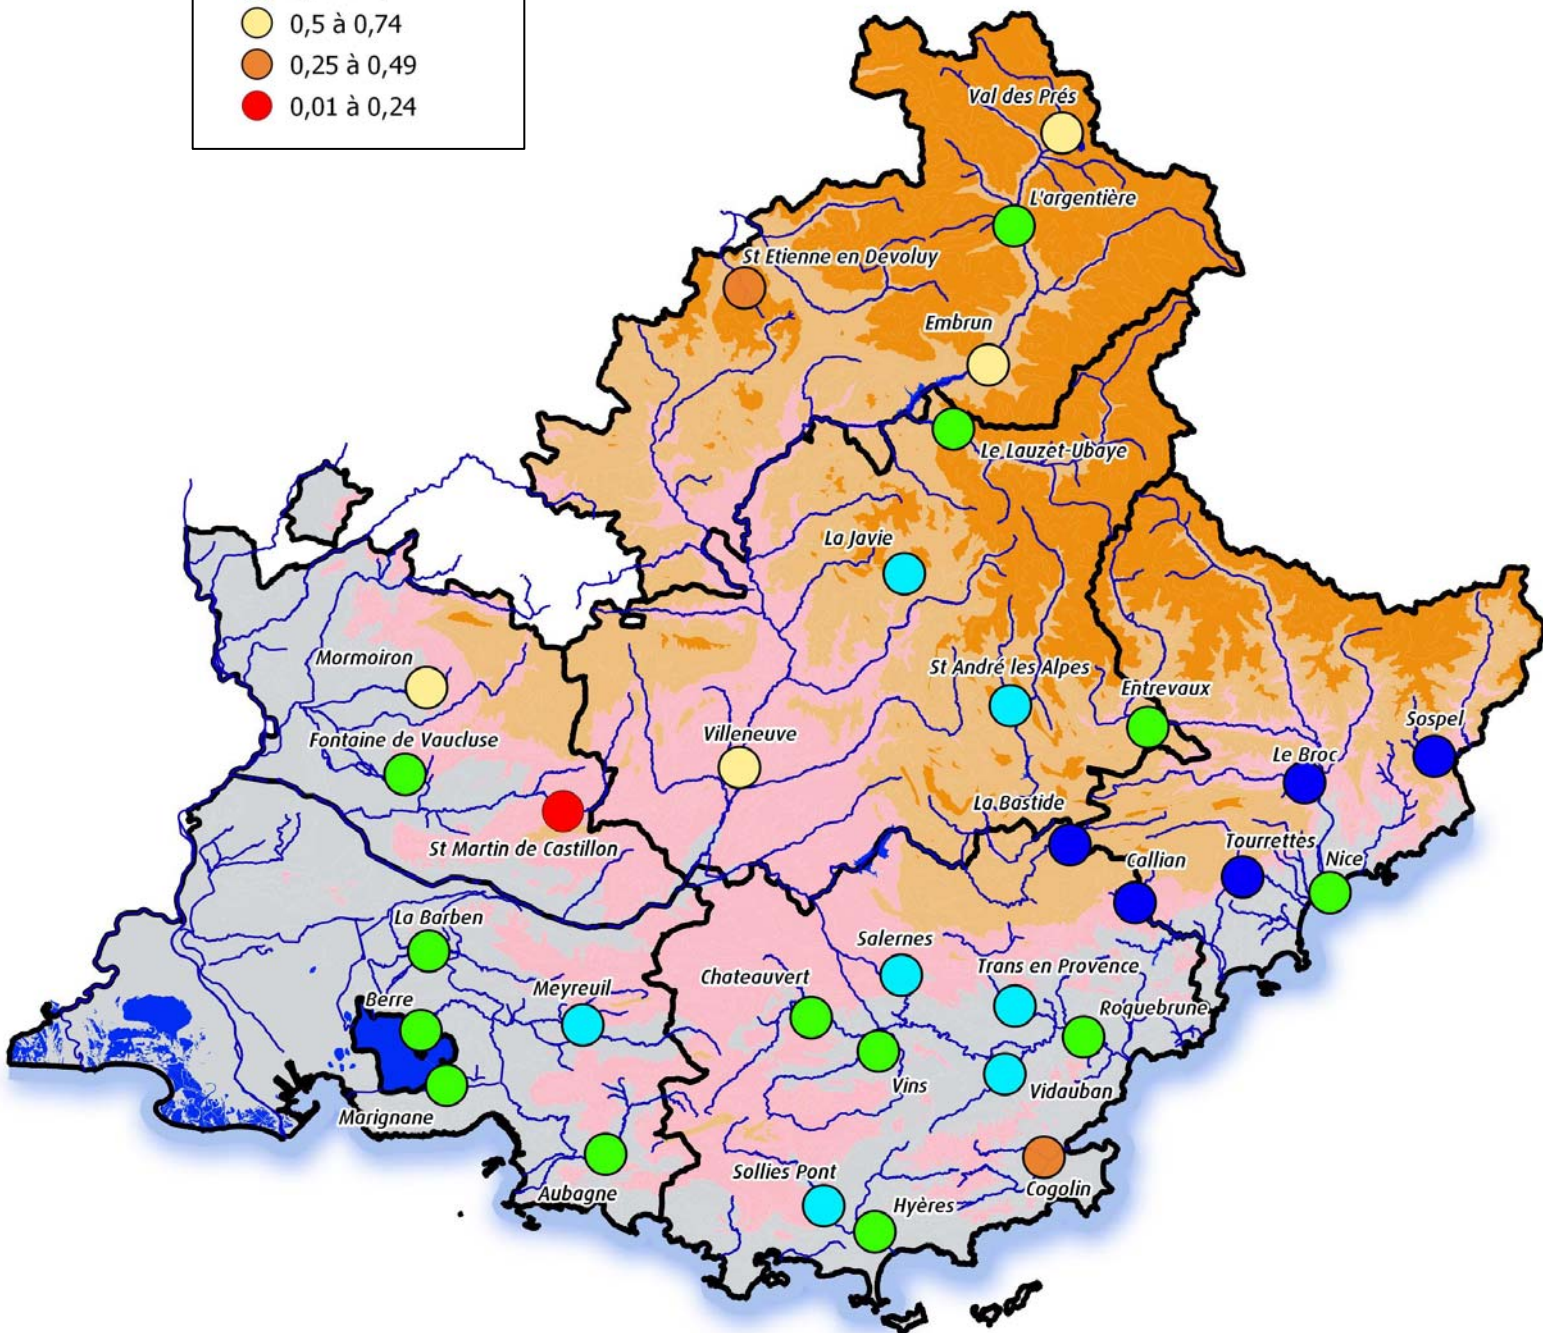 0,5 à 0,74
0,25 à 0,49
0,01 à 0,24
Val des Prés
L'argentière
St Etienne en Devoluy
Embrun
Le Lauzet-Ubaye
La Javie
Mormoiron
St André les Alpes
Entrevaux
Sospel
Fontaine de Vaucluse
Villeneuve
Le Broc
La Bastide
St Martin de Castillon
Callian
Tourrettes
Nice
La Barben
Salernes
Chateauvert
Trans en Provence
Meyreuil
Berre
Roquebrune
Vins
Vidauban
Marignane
Sollies Pont
Aubagne
Cogolin
Hyères